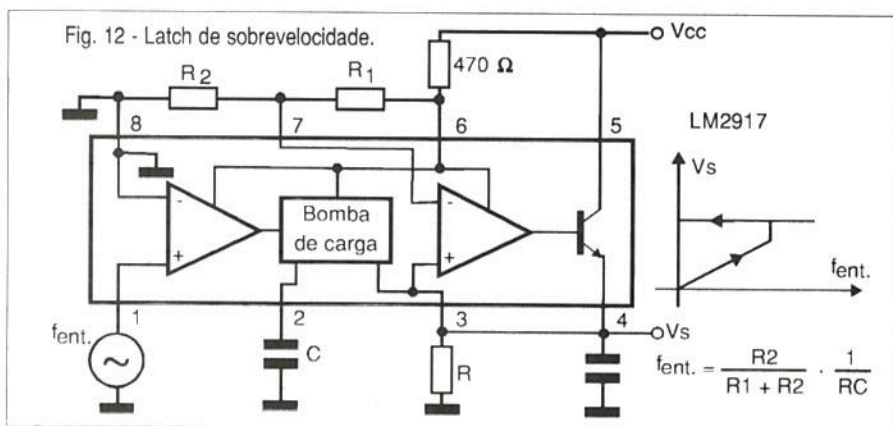 Fig. 12 - Latch de sobrevelocidade.
Vcc
470 Ω
R2
R1
8
7
6
5
LM2917
Vs
-
+
Bomba
de carga
-
+
fent.
1
2
3
4
fent.
~
C
R
Vs
fent. = R2 / R1 + R2 . 1 / RC